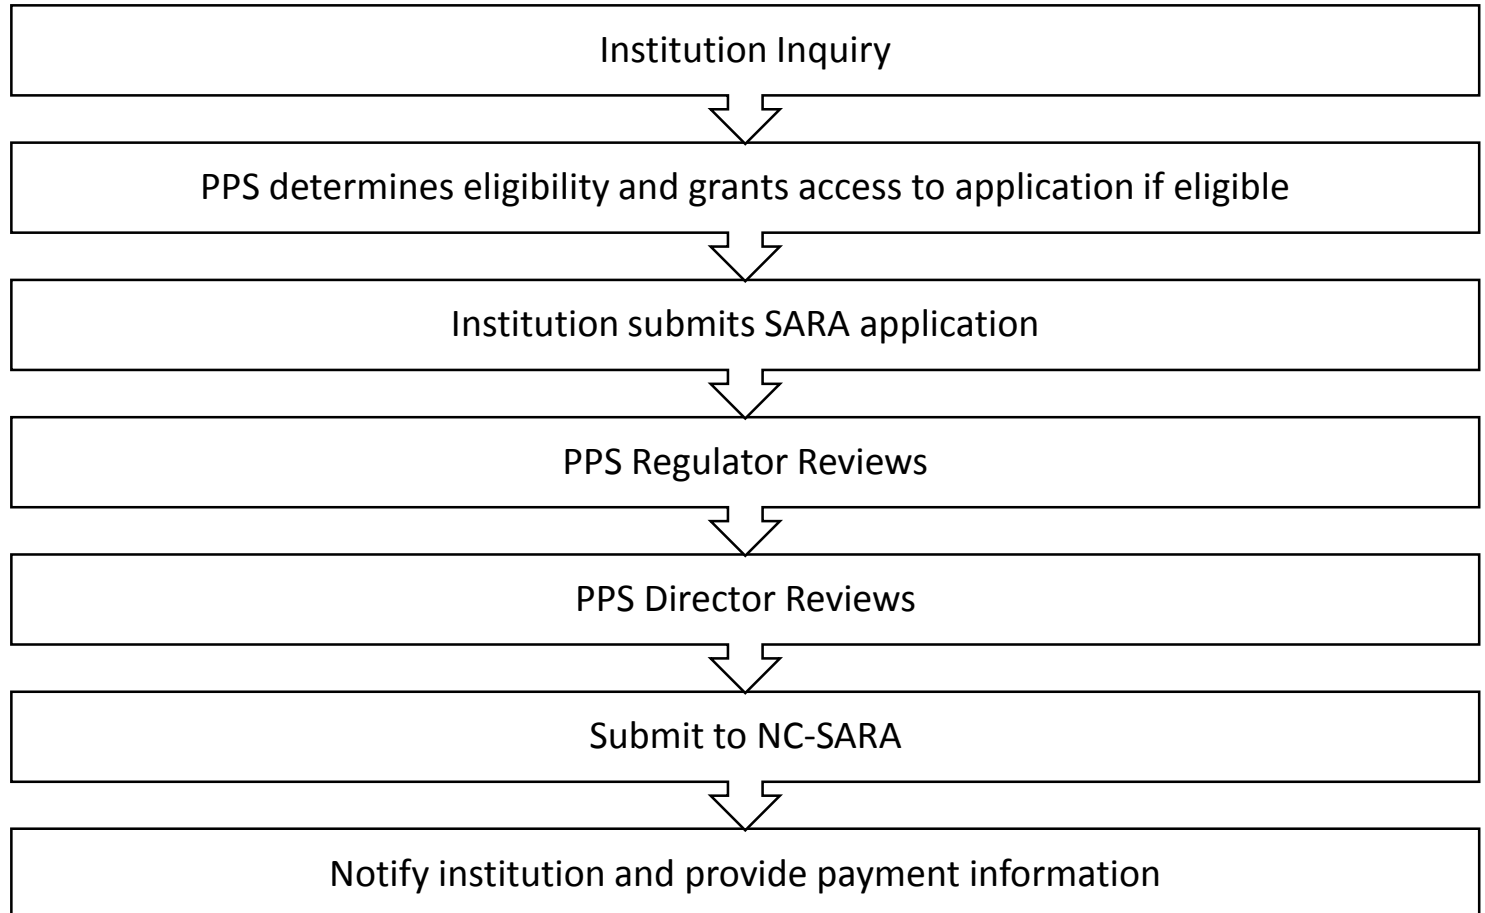 Institution Inquiry
PPS determines eligibility and grants access to application if eligible
Institution submits SARA application
PPS Regulator Reviews
PPS Director Reviews
Submit to NC-SARA
Notify institution and provide payment information